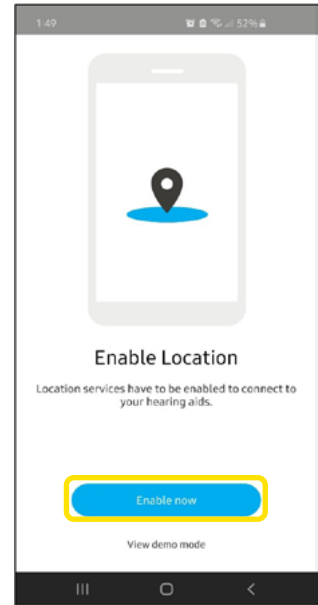 1:49 52%
Enable Location
Location services have to be enabled to connect to
your hearing aids.
Enable now
View demo mode